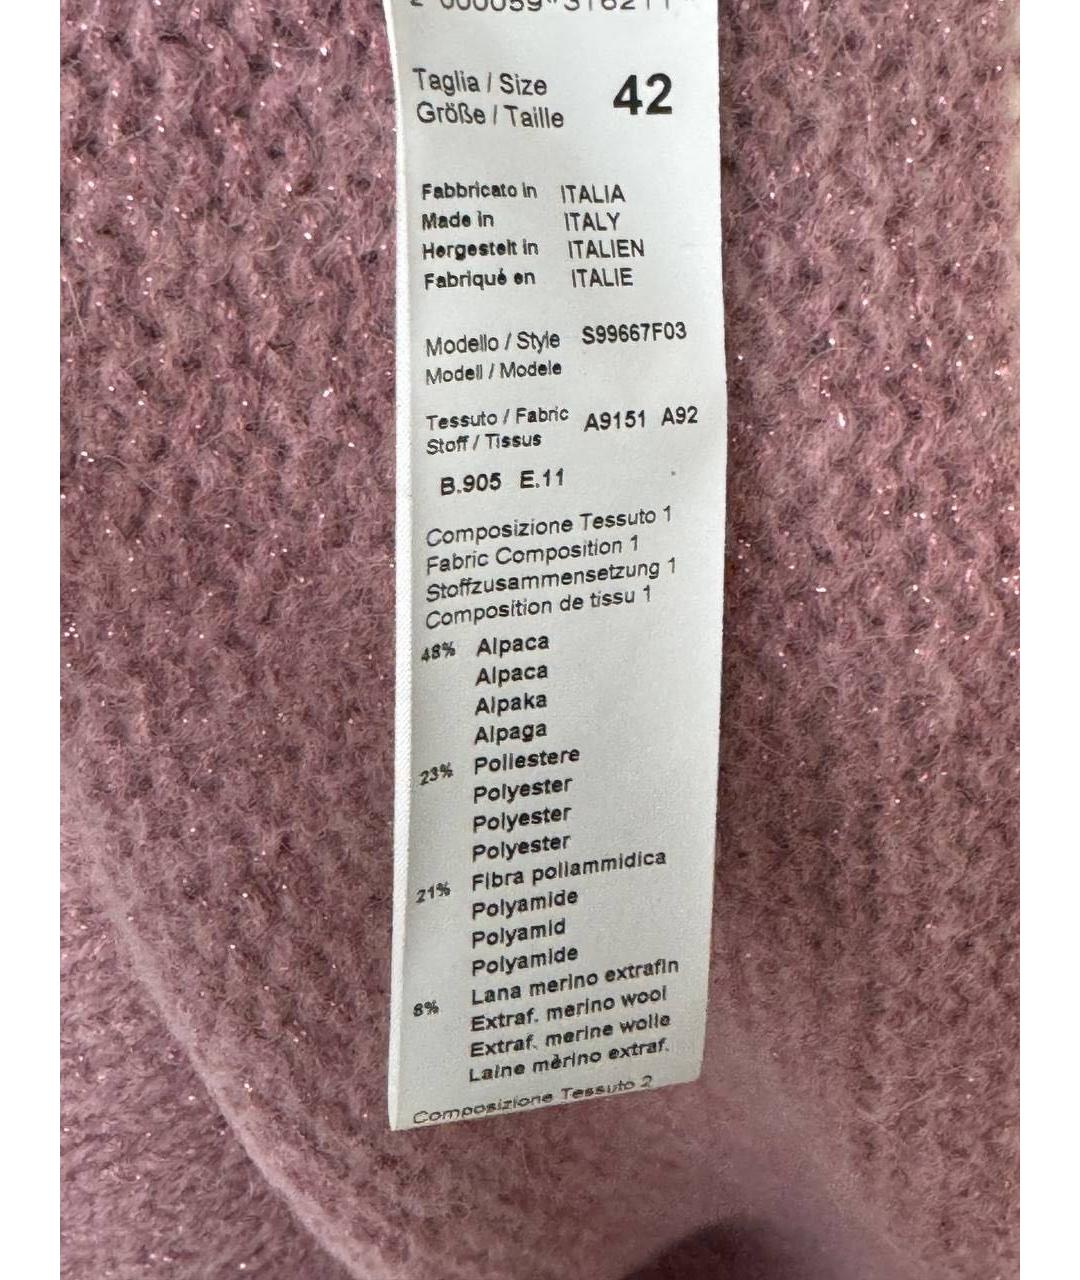 Taglia / Size 42
Größe / Taille
Fabbricato in ITALIA
Made in ITALY
Hergestelt in ITALIEN
Fabriqué en ITALIE
Modello / Style S99667F03
Modell / Modele
Tessuto / Fabric A9151 A92
Stoff / Tissus
B.905 E.11
Composizione Tessuto 1
Fabric Composition 1
Stoffzusammensetzung 1
Composition de tissu 1
48% Alpaca
Alpaca
Alpaka
Alpaga
23% Poliestere
Polyester
Polyester
Polyester
21% Fibra poliammidica
Polyamide
Polyamid
Polyamide
8% Lana merino extrafin
Extraf. merino wool
Extraf. merine wolle
Laine mèrino extraf.
Composizione Tessuto 2